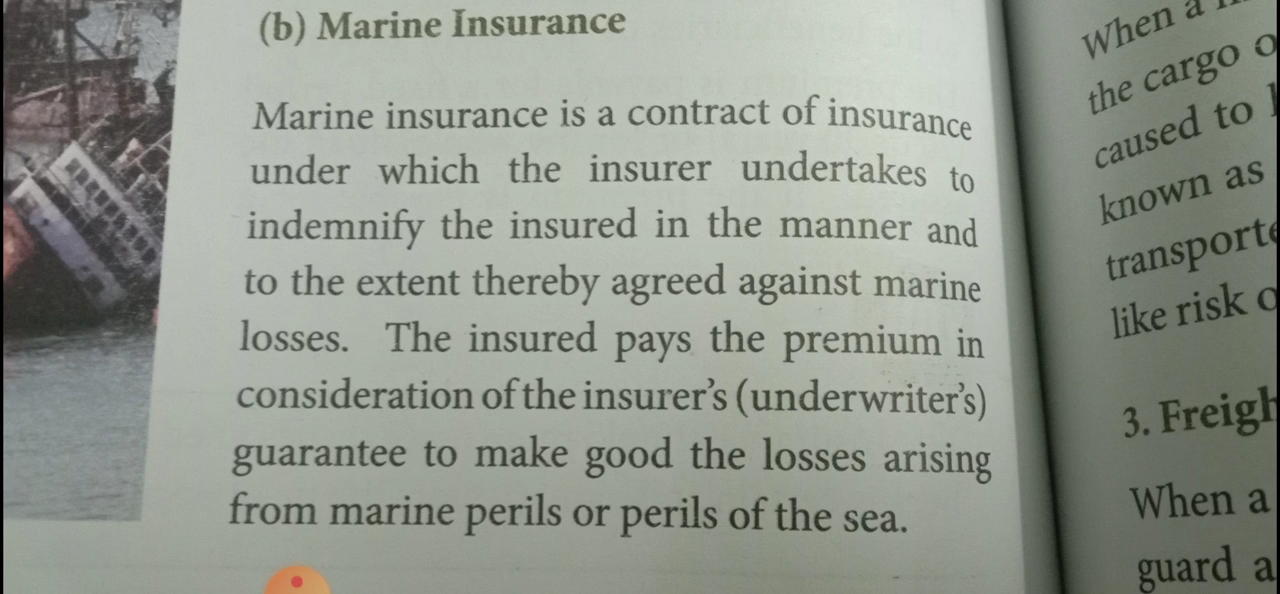 (b) Marine Insurance
Marine insurance is a contract of insurance
under which the insurer undertakes to
indemnify the insured in the manner and
to the extent thereby agreed against marine
losses. The insured pays the premium in
consideration of the insurer's (underwriter's)
guarantee to make good the losses arising
from marine perils or perils of the sea.
When a
the cargo
caused to
known as
like risk
3.
When a
guard a